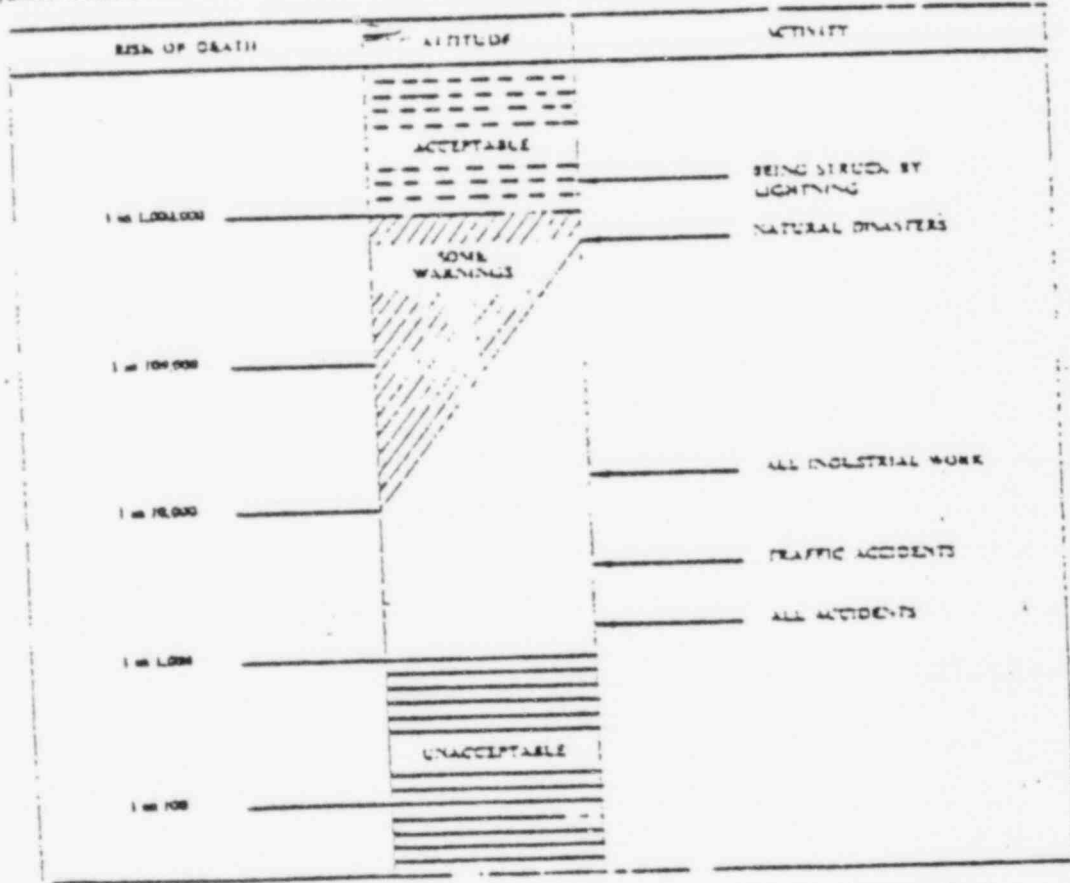 RISK OF DEATH
ATTITUDE
ACTIVITY
ACCEPTABLE
BEING STRUCK BY
LIGHTNING
1 in 1,000,000
NATURAL DISASTERS
SOME
WARNINGS
1 in 100,000
ALL INDUSTRIAL WORK
1 in 10,000
TRAFFIC ACCIDENTS
ALL ACCIDENTS
1 in 1,000
UNACCEPTABLE
1 in 100